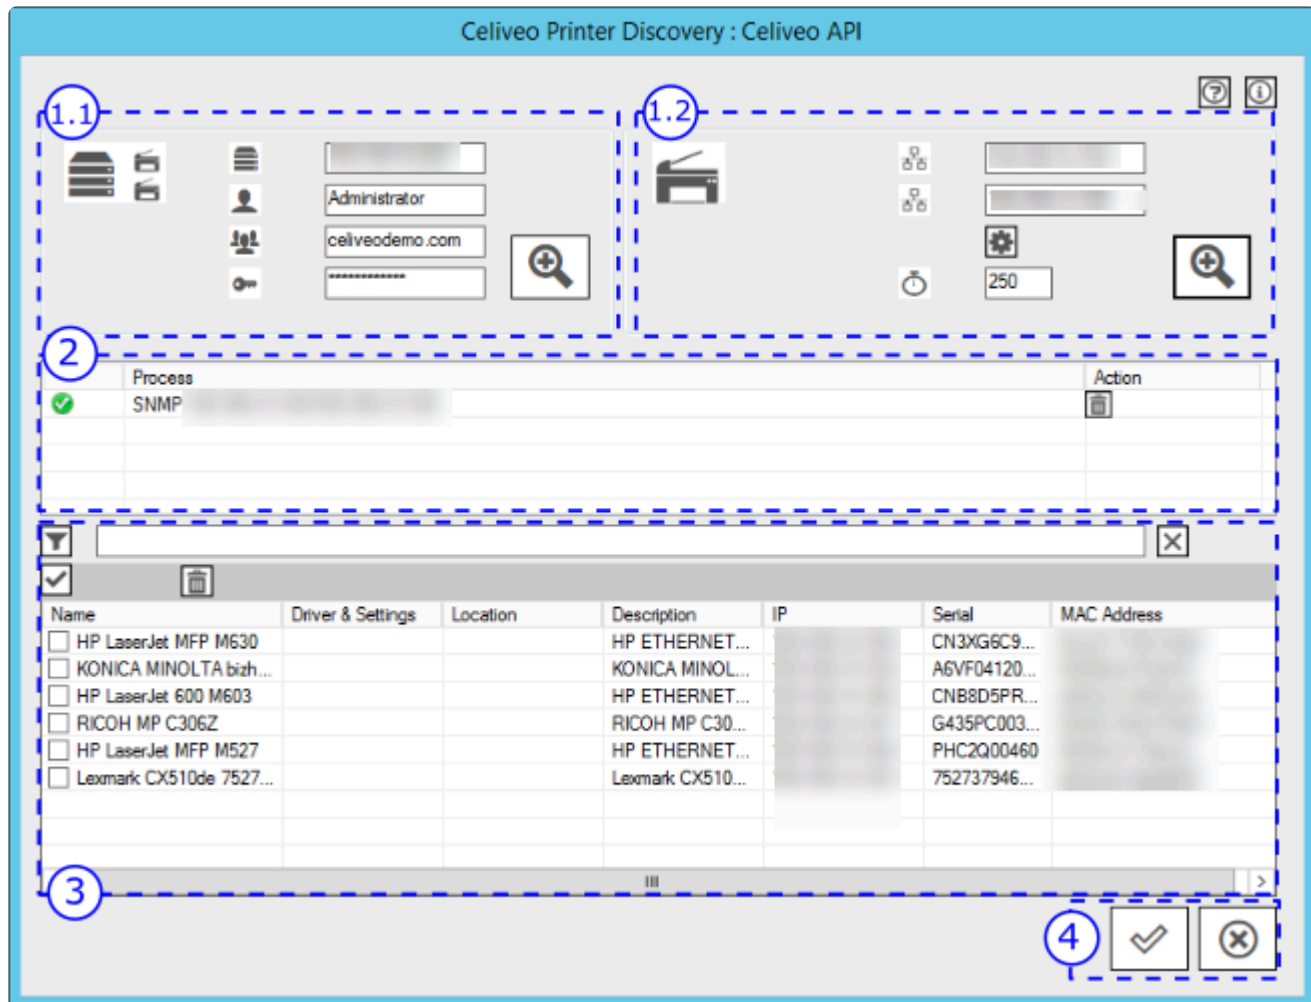 Celiveo Printer Discovery : Celiveo API
1.1
1.2
Administrator
celiveodemo.com
************
250
2
Process Action
SNMP
Name Driver & Settings Location Description IP Serial MAC Address
HP LaserJet MFP M630 HP ETHERNET... CN3XG6C9...
KONICA MINOLTA bizh... KONICA MINOL... A6VF04120...
HP LaserJet 600 M603 HP ETHERNET... CNB8D5PR...
RICOH MP C306Z RICOH MP C30... G435PC003...
HP LaserJet MFP M527 HP ETHERNET... PHC2Q00460
Lexmark CX510de 7527... Lexmark CX510... 752737946...
3
4